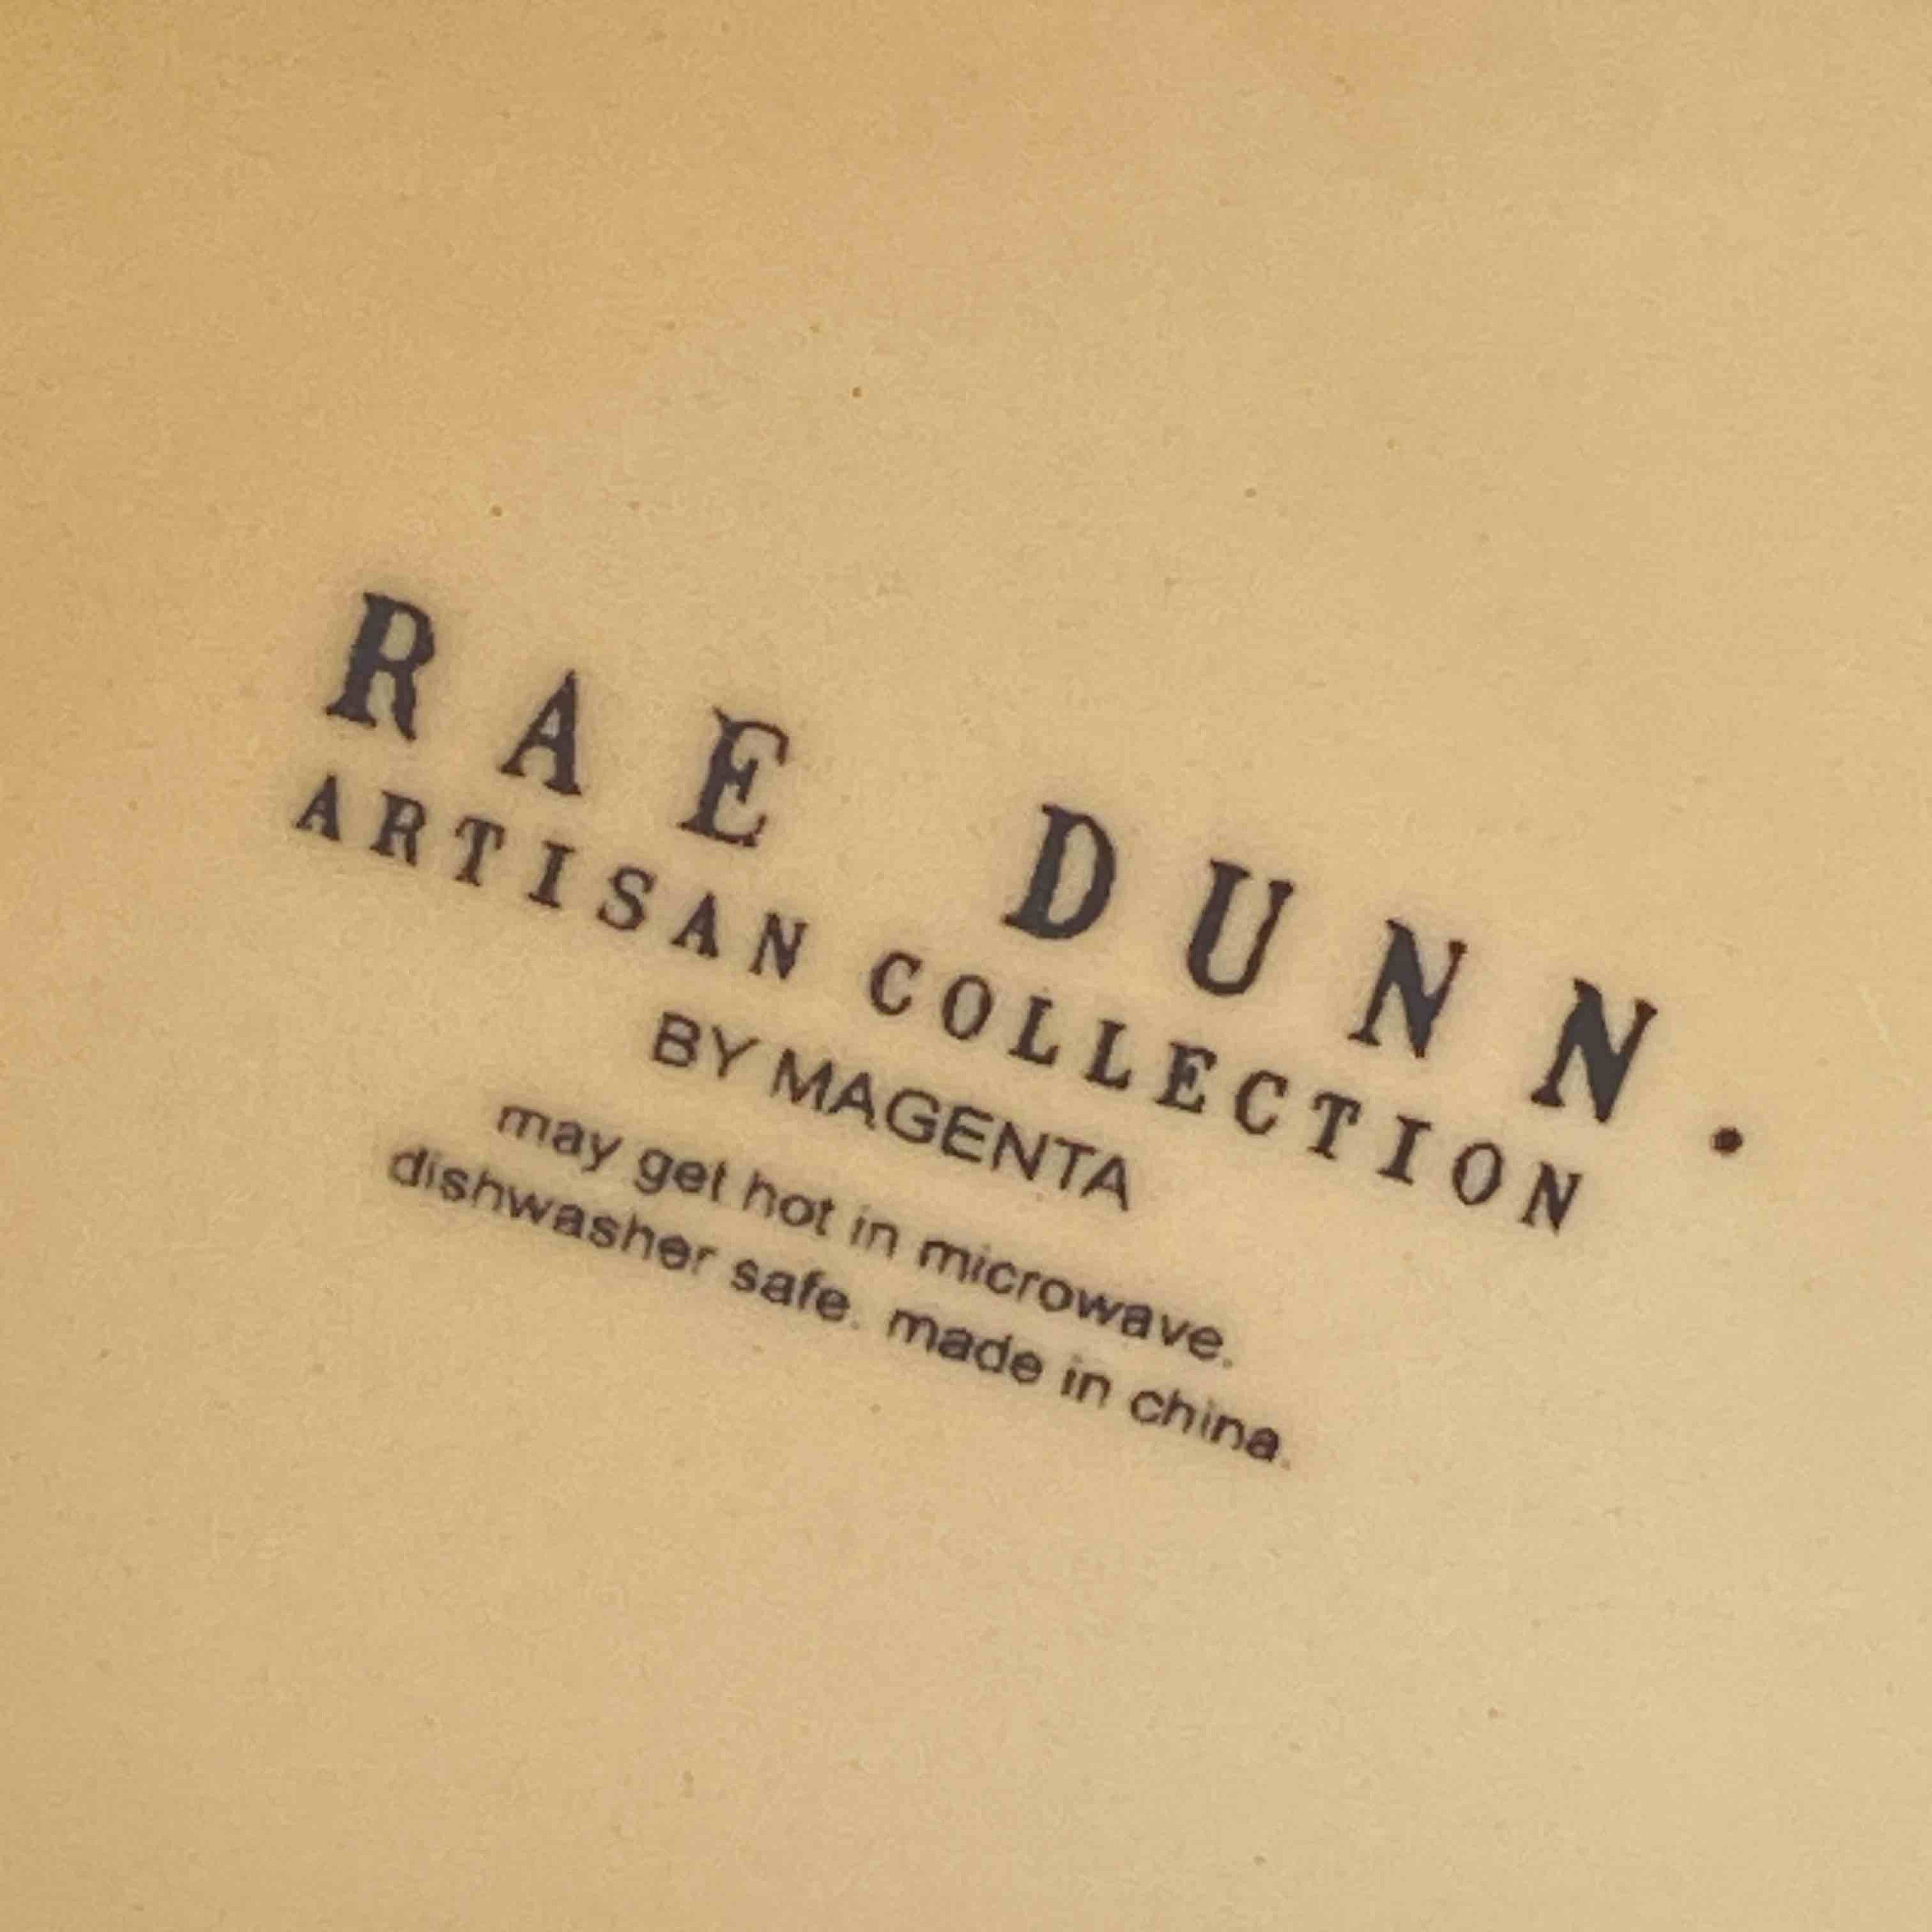 RAE DUNN.
ARTISAN COLLECTION
BY MAGENTA
may get hot in microwave.
dishwasher safe. made in china.